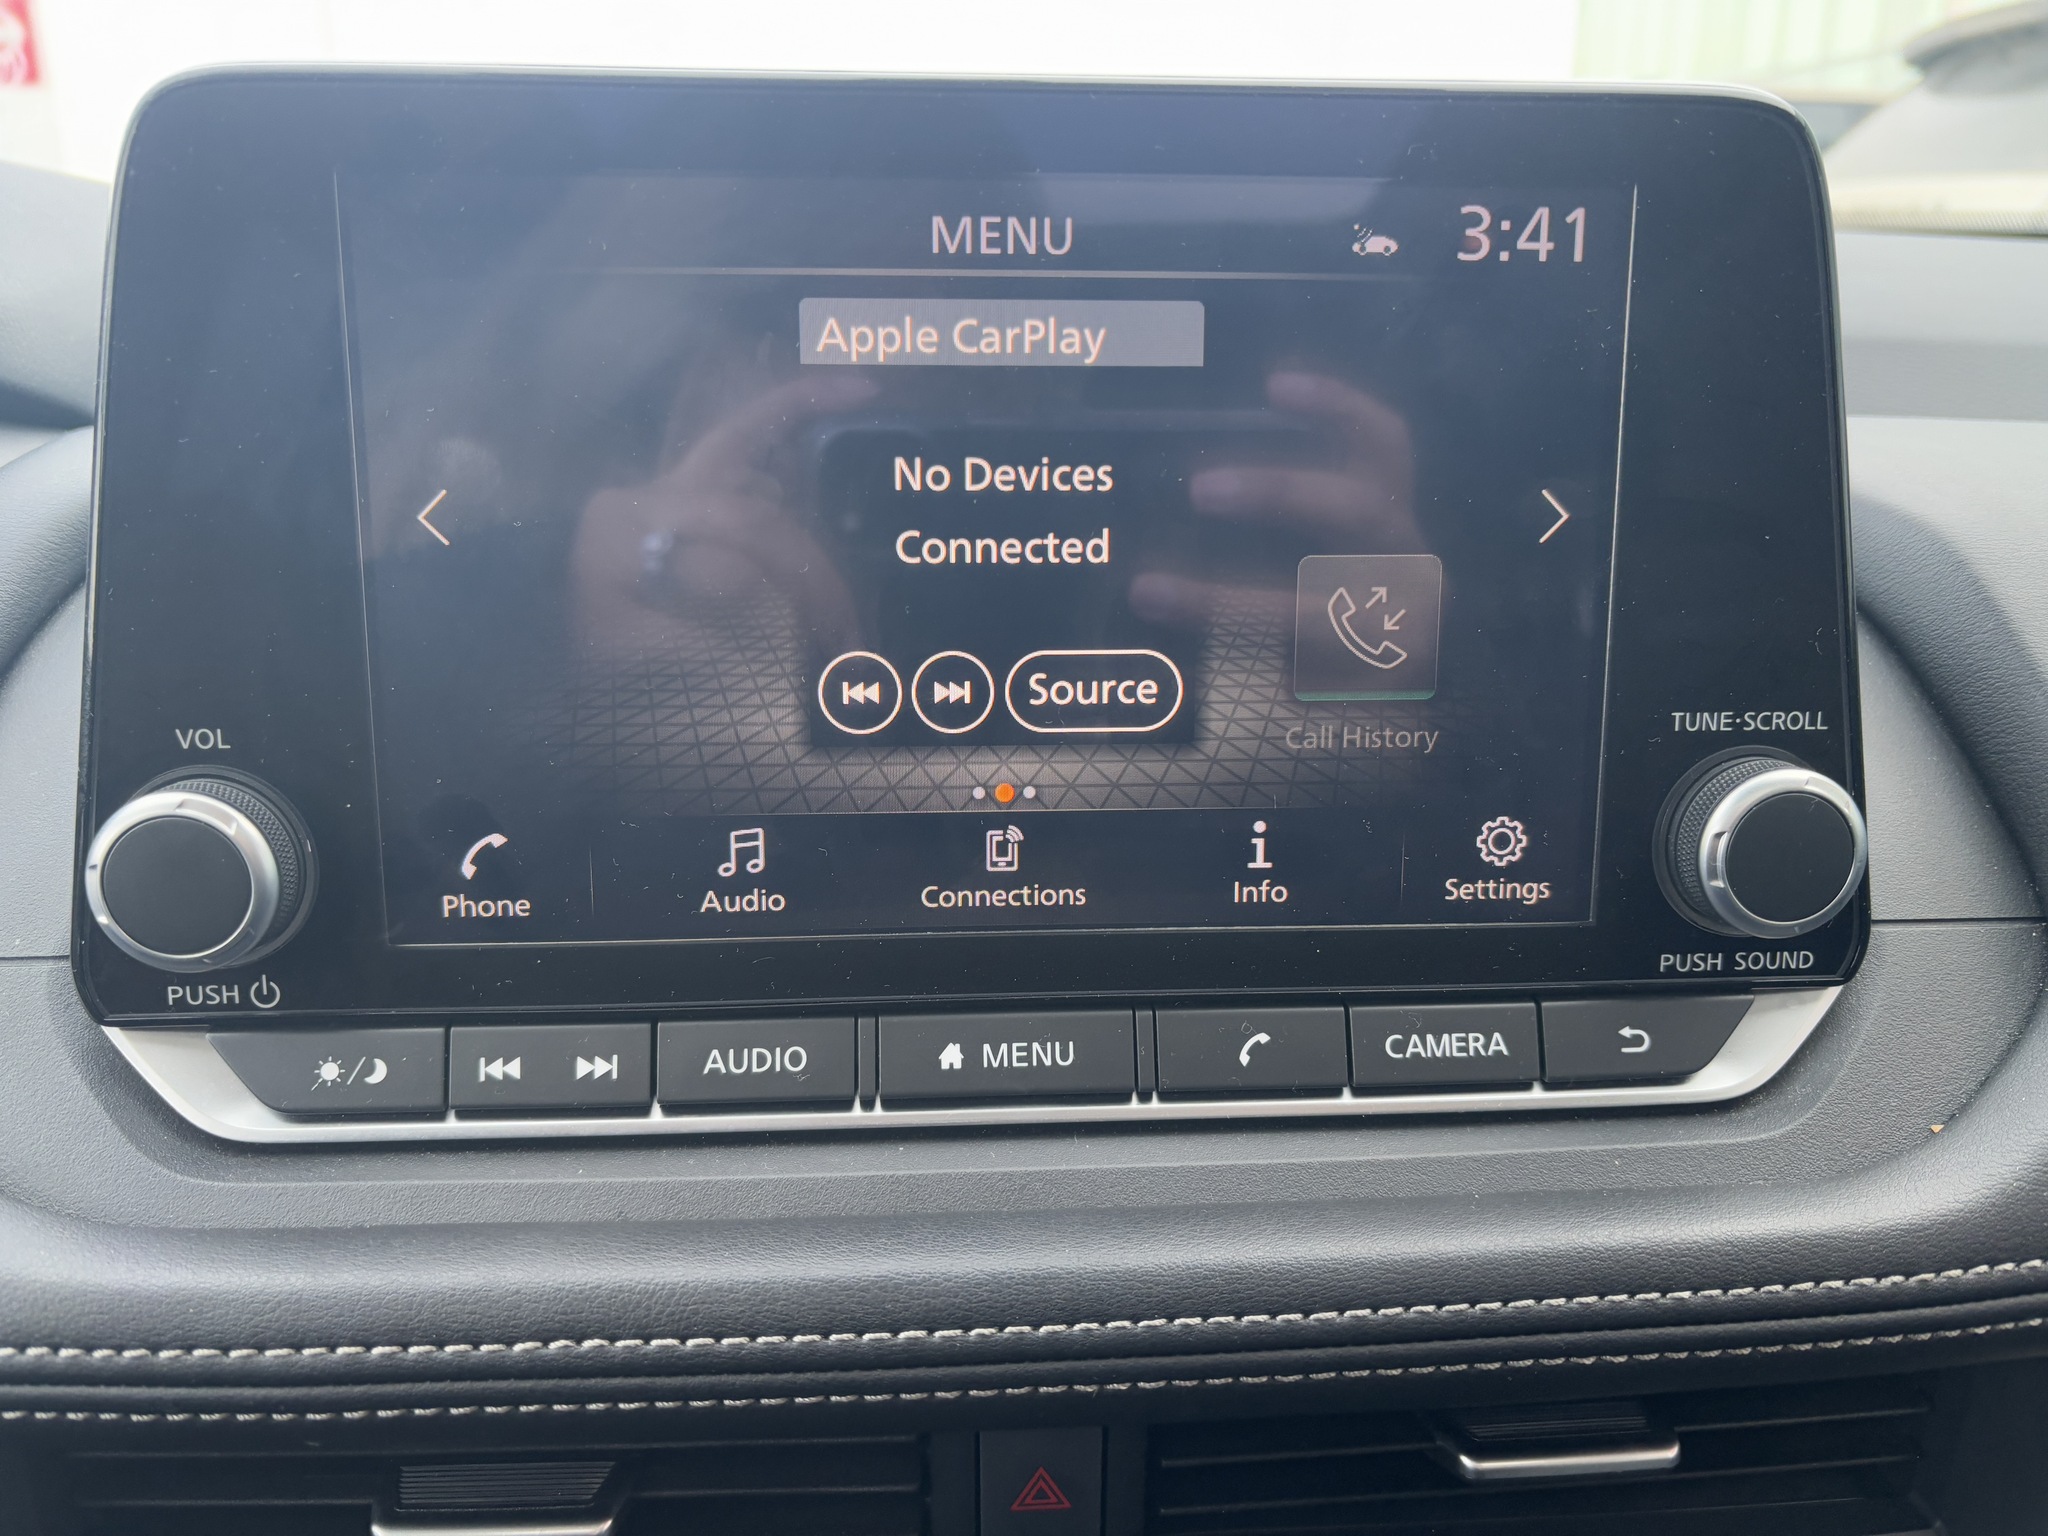 MENU
3:41
Apple CarPlay
No Devices
Connected
Source
Call History
VOL
TUNE·SCROLL
Phone
Audio
Connections
Info
Settings
PUSH
PUSH SOUND
AUDIO
MENU
CAMERA